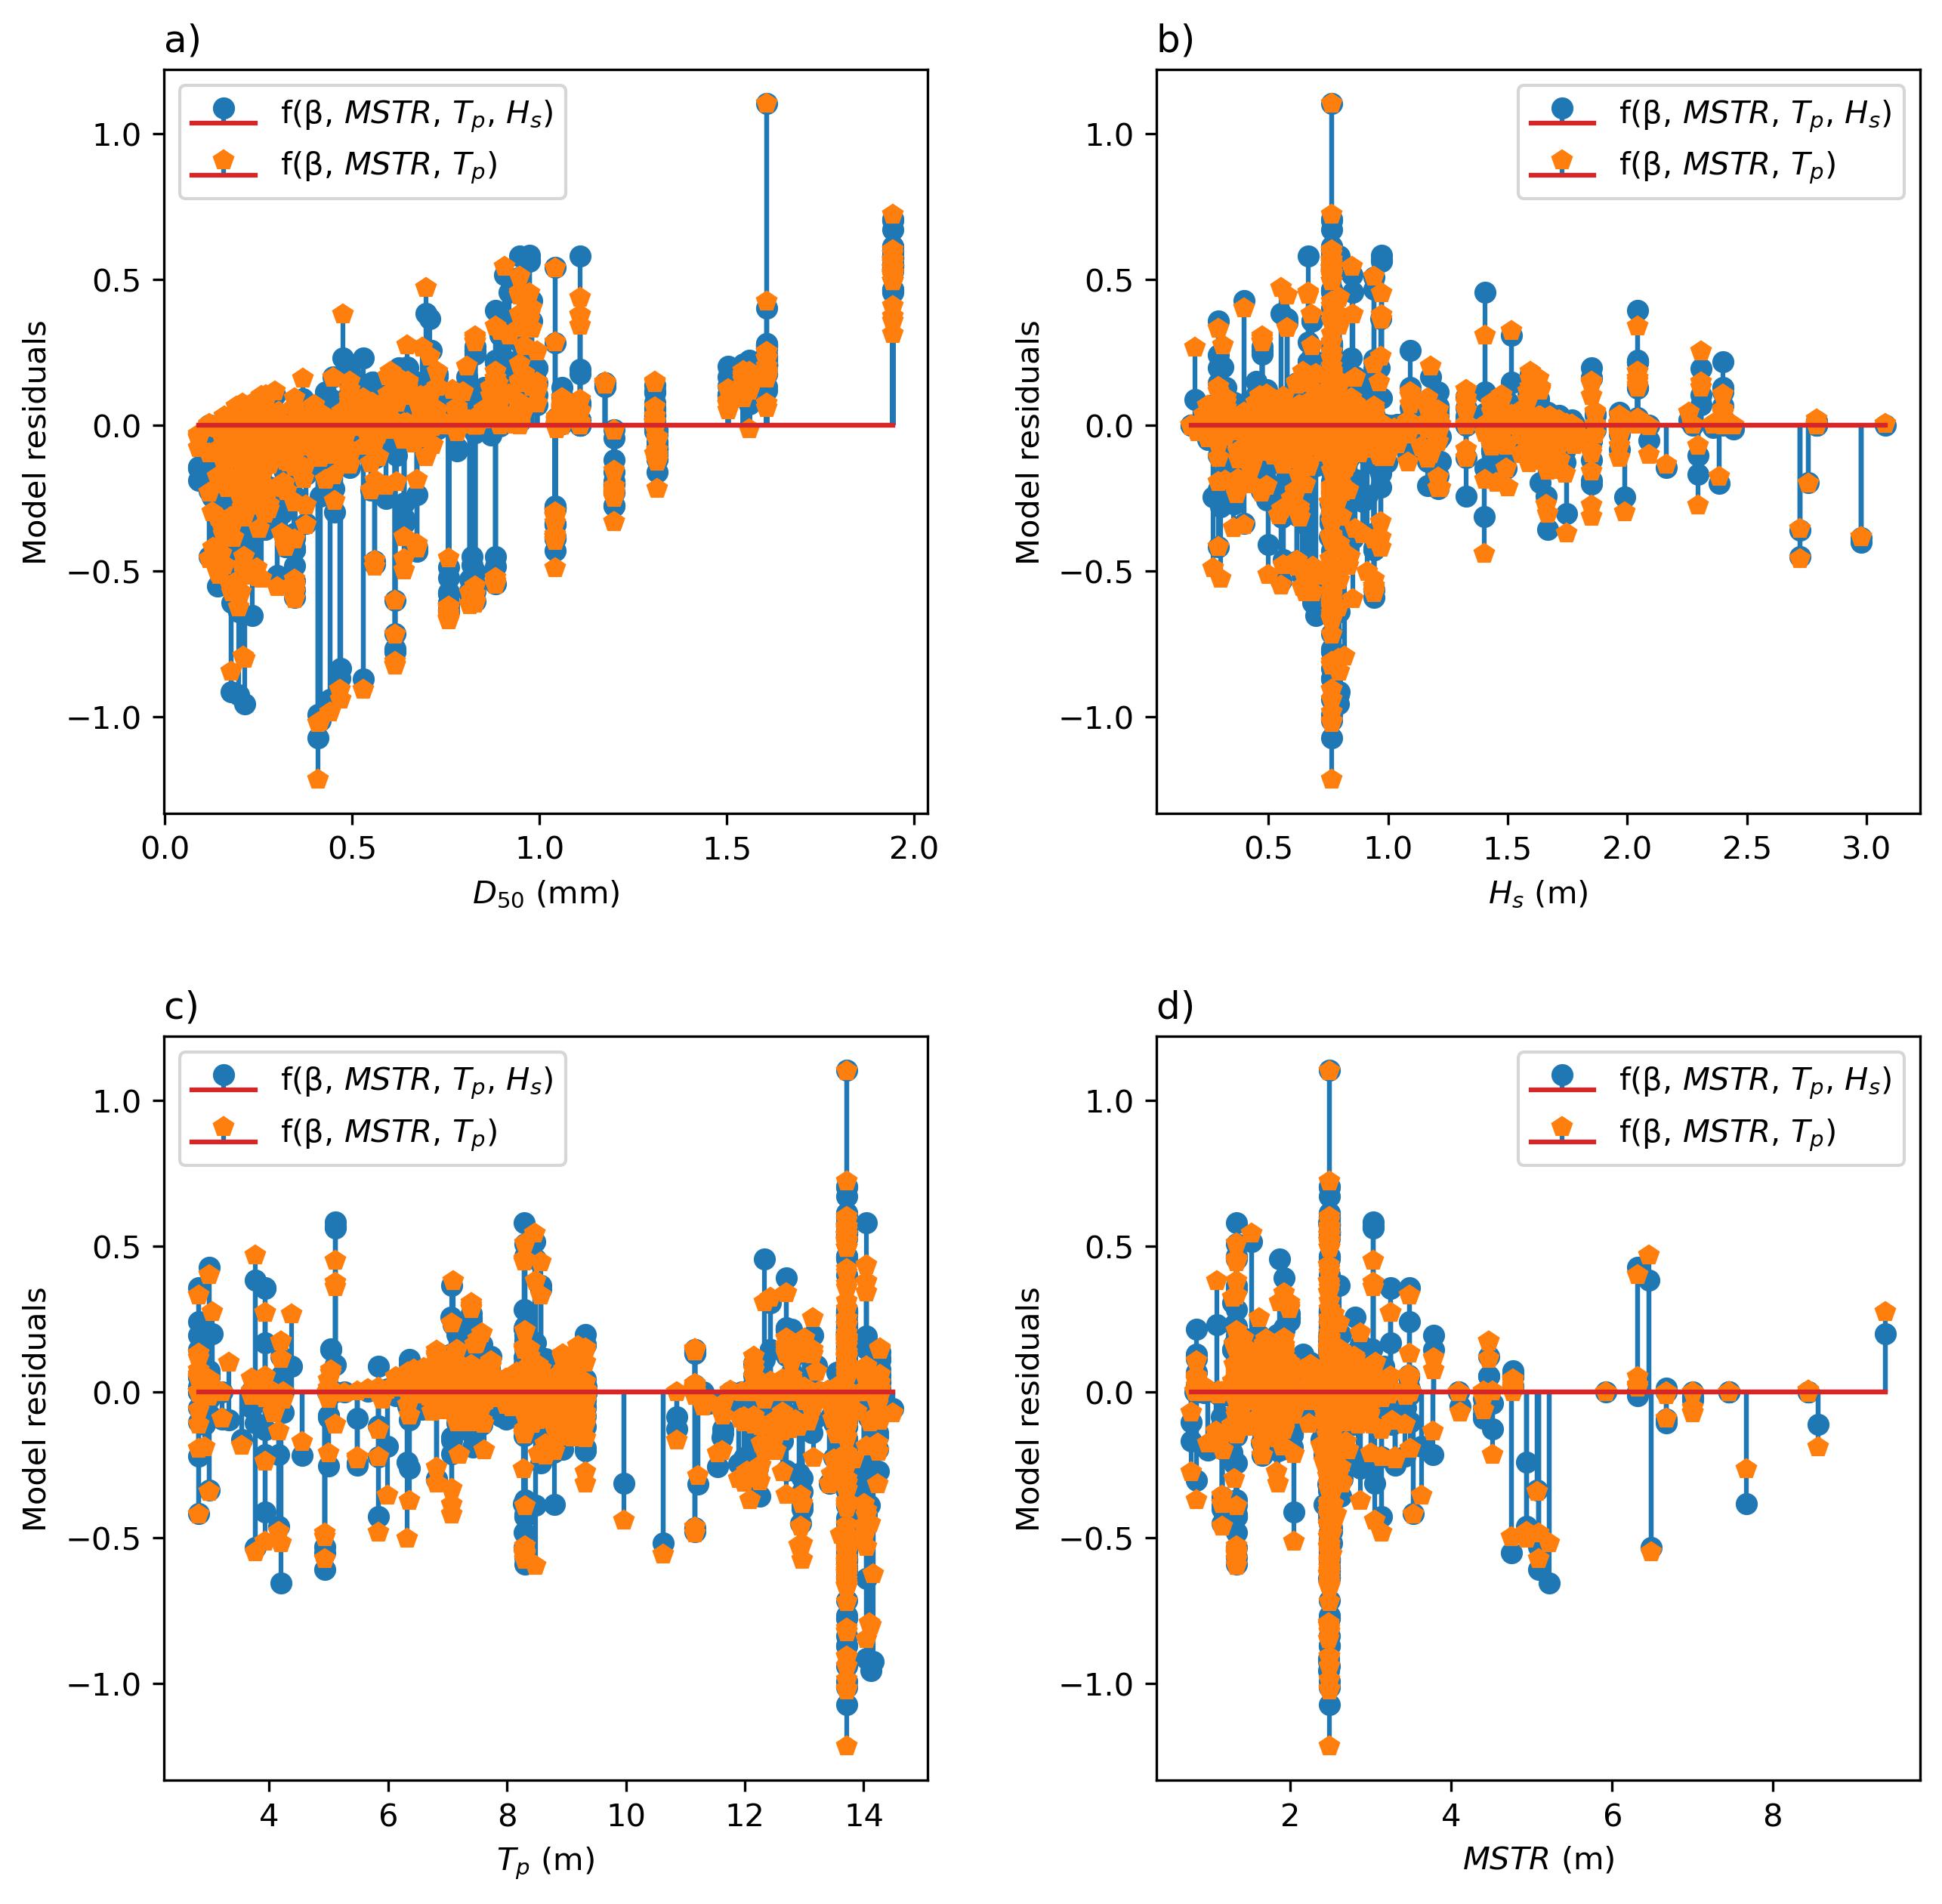 a)
f(β, MSTR, Tp, Hs)
f(β, MSTR, Tp)
1.0
0.5
0.0
−0.5
−1.0
Model residuals
0.0 0.5 1.0 1.5 2.0
D50 (mm)
b)
f(β, MSTR, Tp, Hs)
f(β, MSTR, Tp)
1.0
0.5
0.0
−0.5
−1.0
Model residuals
0.5 1.0 1.5 2.0 2.5 3.0
Hs (m)
c)
f(β, MSTR, Tp, Hs)
f(β, MSTR, Tp)
1.0
0.5
0.0
−0.5
−1.0
Model residuals
4 6 8 10 12 14
Tp (m)
d)
f(β, MSTR, Tp, Hs)
f(β, MSTR, Tp)
1.0
0.5
0.0
−0.5
−1.0
Model residuals
2 4 6 8
MSTR (m)